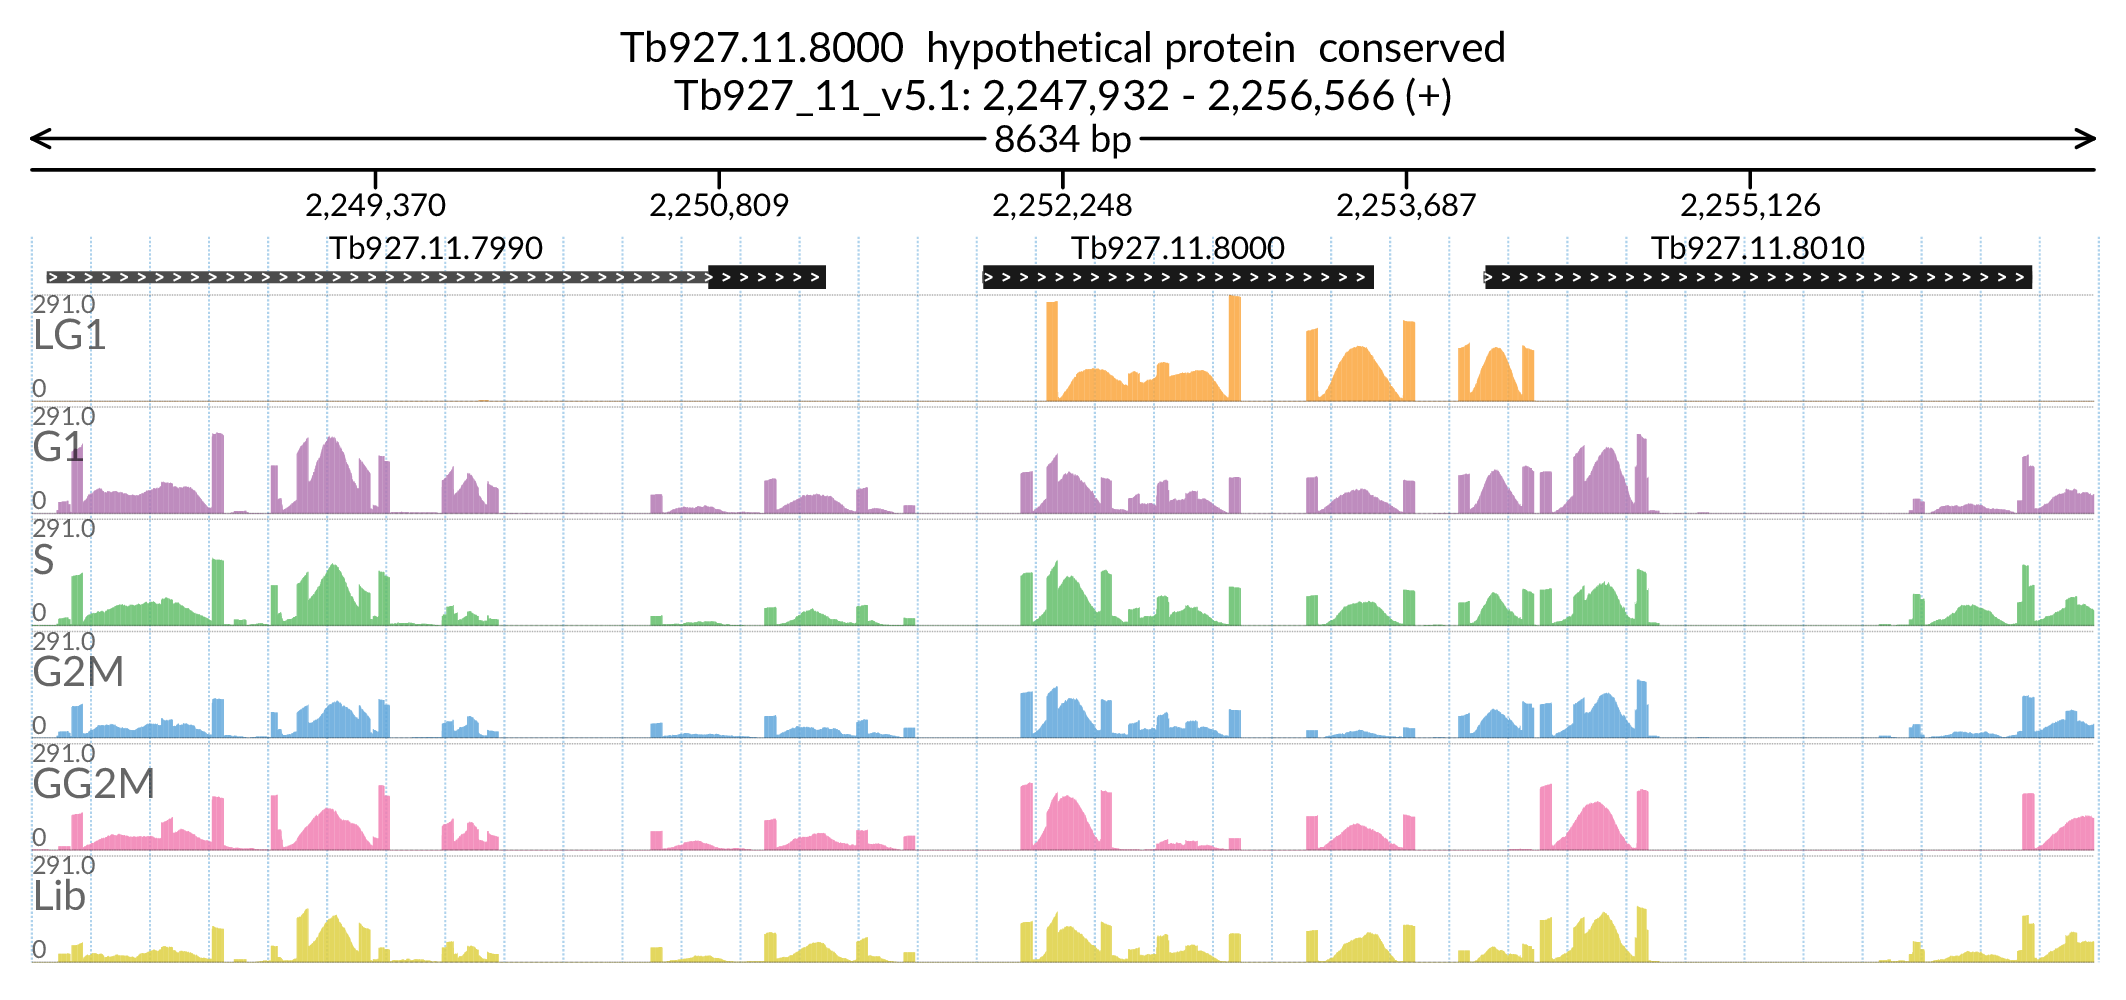 Tb927.11.8000 hypothetical protein conserved
Tb927_11_v5.1: 2,247,932 - 2,256,566 (+)
8634 bp
2,249,370 2,250,809 2,252,248 2,253,687 2,255,126
Tb927.11.7990 Tb927.11.8000 Tb927.11.8010
291.0
LG1
0
291.0
G1
0
291.0
S
0
291.0
G2M
0
291.0
GG2M
0
291.0
Lib
0